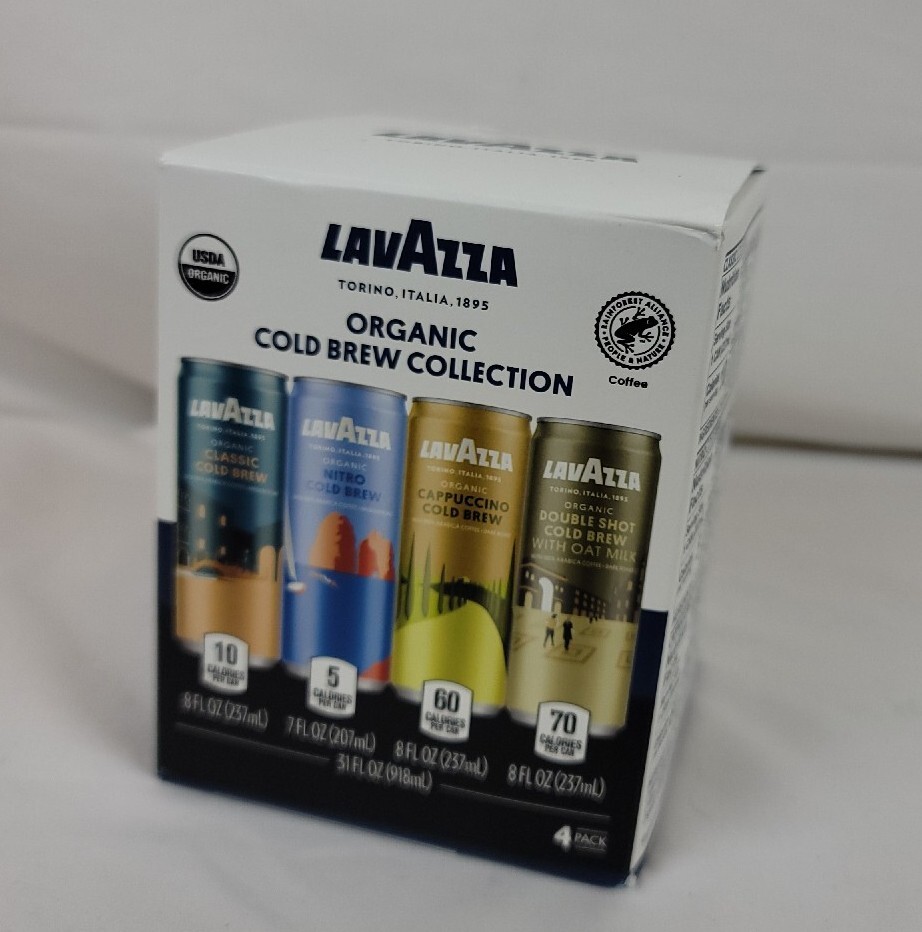 LAVAZZA
USDA
ORGANIC
LAVAZZA
TORINO, ITALIA, 1895
ORGANIC
COLD BREW COLLECTION
RAINFOREST ALLIANCE
PEOPLE & NATURE
Coffee
LAVAZZA
TORINO, ITALIA, 1895
ORGANIC
CLASSIC
COLD BREW
LAVAZZA
TORINO, ITALIA, 1895
ORGANIC
NITRO
COLD BREW
LAVAZZA
TORINO, ITALIA, 1895
ORGANIC
CAPPUCCINO
COLD BREW
LAVAZZA
TORINO, ITALIA, 1895
ORGANIC
DOUBLE SHOT
COLD BREW
WITH OAT MILK
10
CALORIES
PER CAN
8 FL OZ (237mL)
5
CALORIES
PER CAN
7 FL OZ (207mL)
60
CALORIES
PER CAN
8 FL OZ (237mL)
70
CALORIES
PER CAN
8 FL OZ (237mL)
31 FL OZ (918mL)
4 PACK